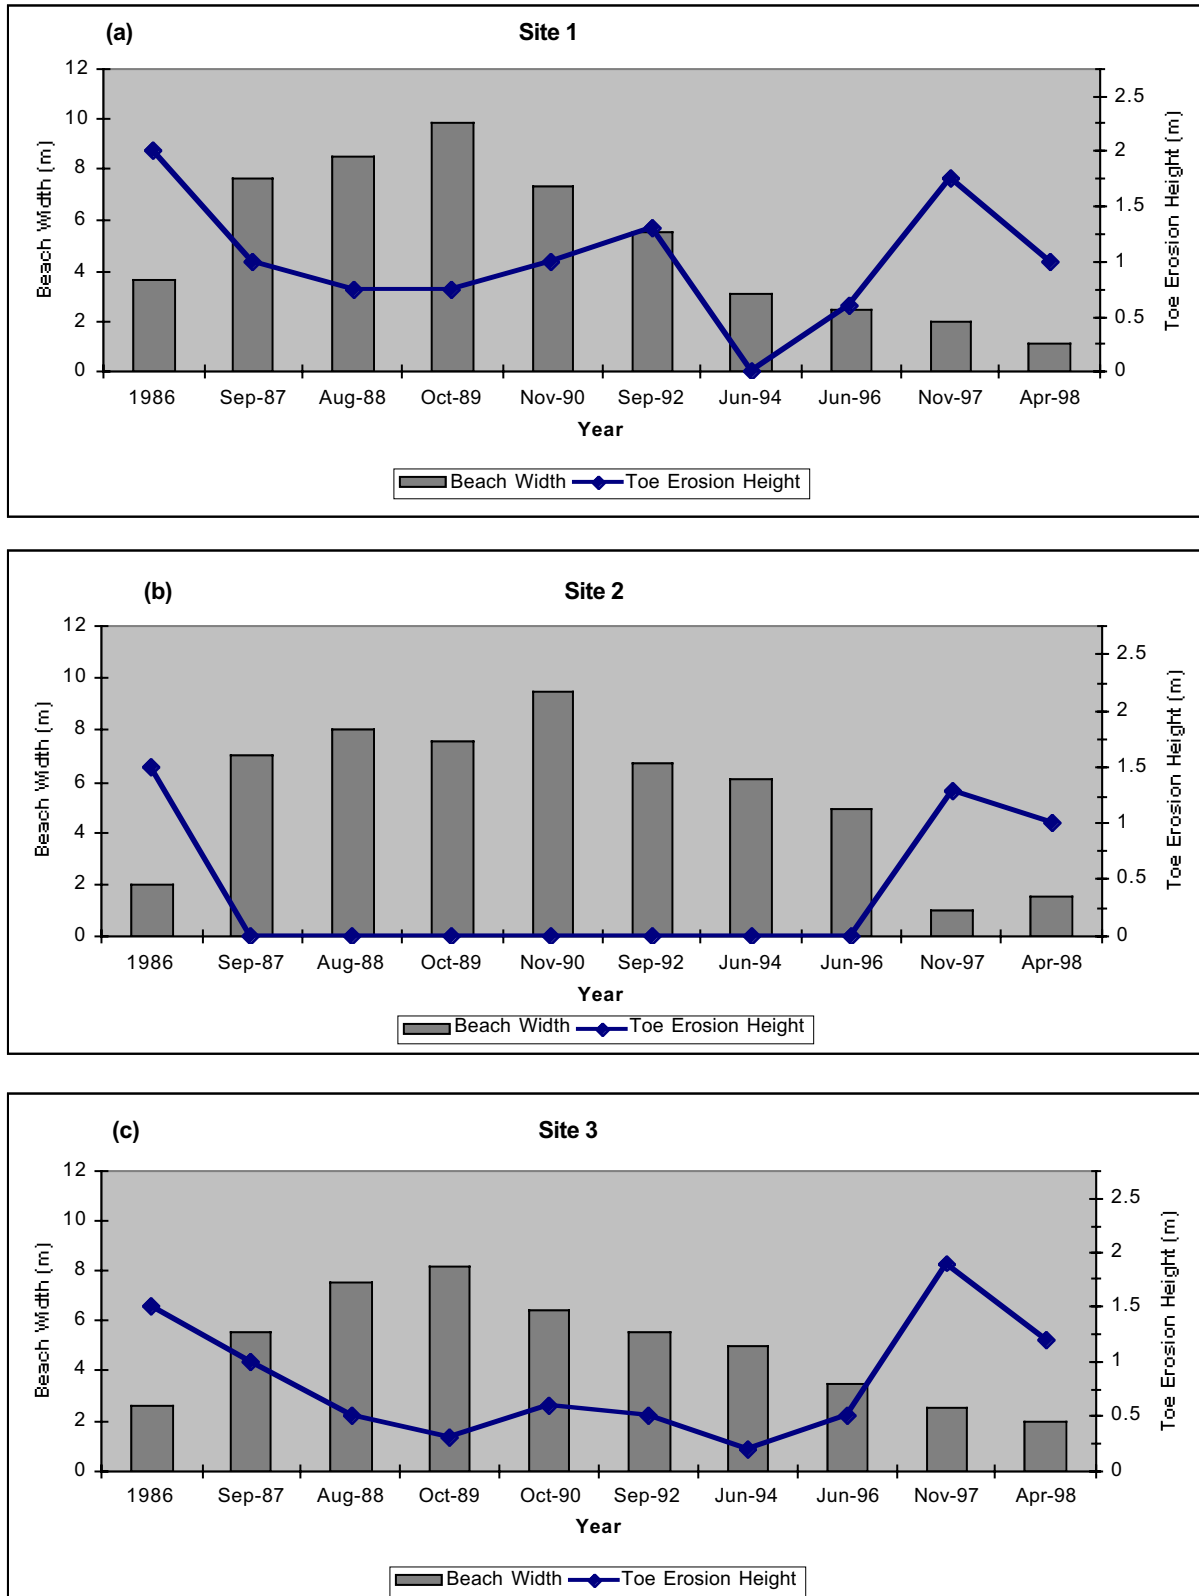 (a) Site 1
12
10
8
6
4
2
0
Beach Width (m)
2.5
2
1.5
1
0.5
0
Toe Erosion Height (m)
1986 Sep-87 Aug-88 Oct-89 Nov-90 Sep-92 Jun-94 Jun-96 Nov-97 Apr-98
Year
Beach Width Toe Erosion Height
(b) Site 2
12
10
8
6
4
2
0
Beach Width (m)
2.5
2
1.5
1
0.5
0
Toe Erosion Height (m)
1986 Sep-87 Aug-88 Oct-89 Nov-90 Sep-92 Jun-94 Jun-96 Nov-97 Apr-98
Year
Beach Width Toe Erosion Height
(c) Site 3
12
10
8
6
4
2
0
Beach Width (m)
2.5
2
1.5
1
0.5
0
Toe Erosion Height (m)
1986 Sep-87 Aug-88 Oct-89 Oct-90 Sep-92 Jun-94 Jun-96 Nov-97 Apr-98
Year
Beach Width Toe Erosion Height